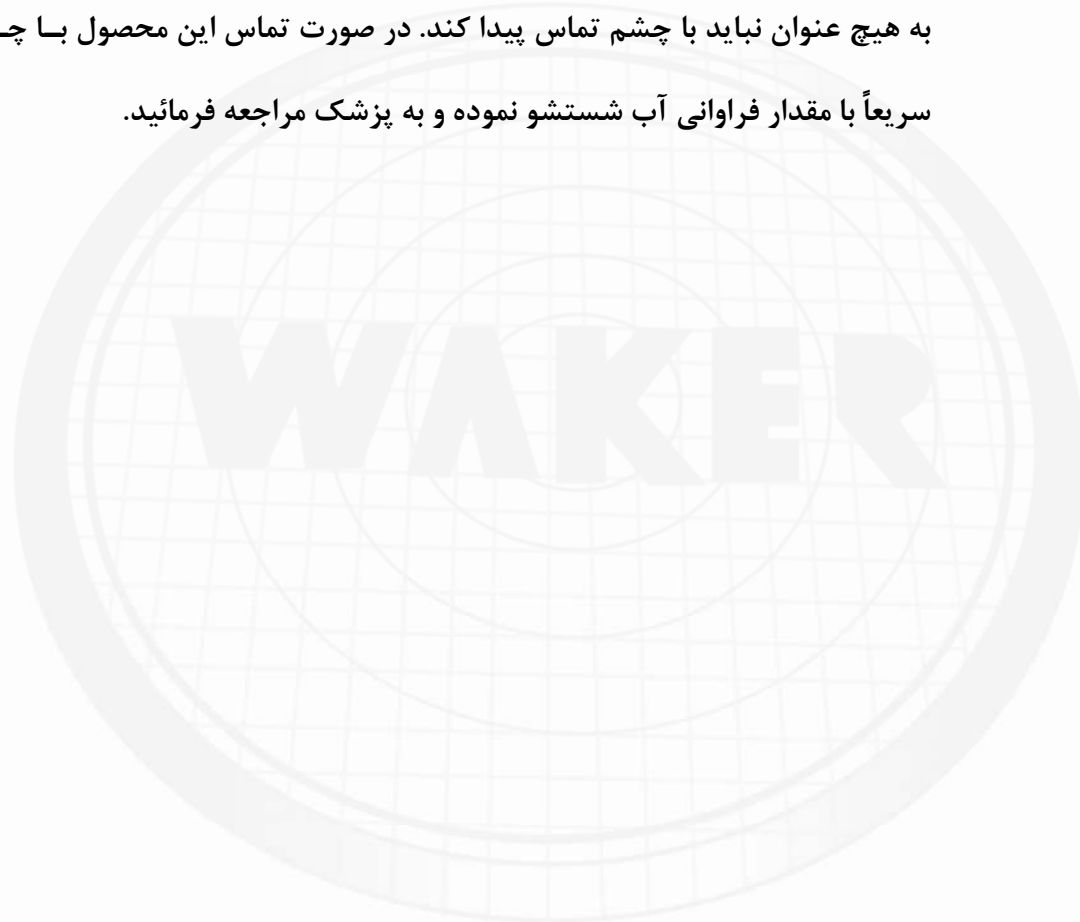 به هیچ عنوان نباید با چشم تماس پیدا کند. در صورت تماس این محصول بــا
سریعاً با مقدار فراوانی آب شستشو نموده و به پزشک مراجعه فرمائید.
WAKER